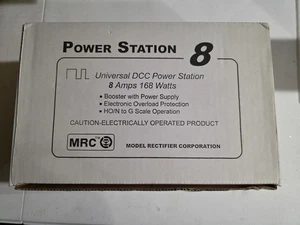 POWER STATION 8
Universal DCC Power Station
8 Amps 168 Watts
• Booster with Power Supply
• Electronic Overload Protection
• HO/N to G Scale Operation
CAUTION-ELECTRICALLY OPERATED PRODUCT
MRC
MODEL RECTIFIER CORPORATION